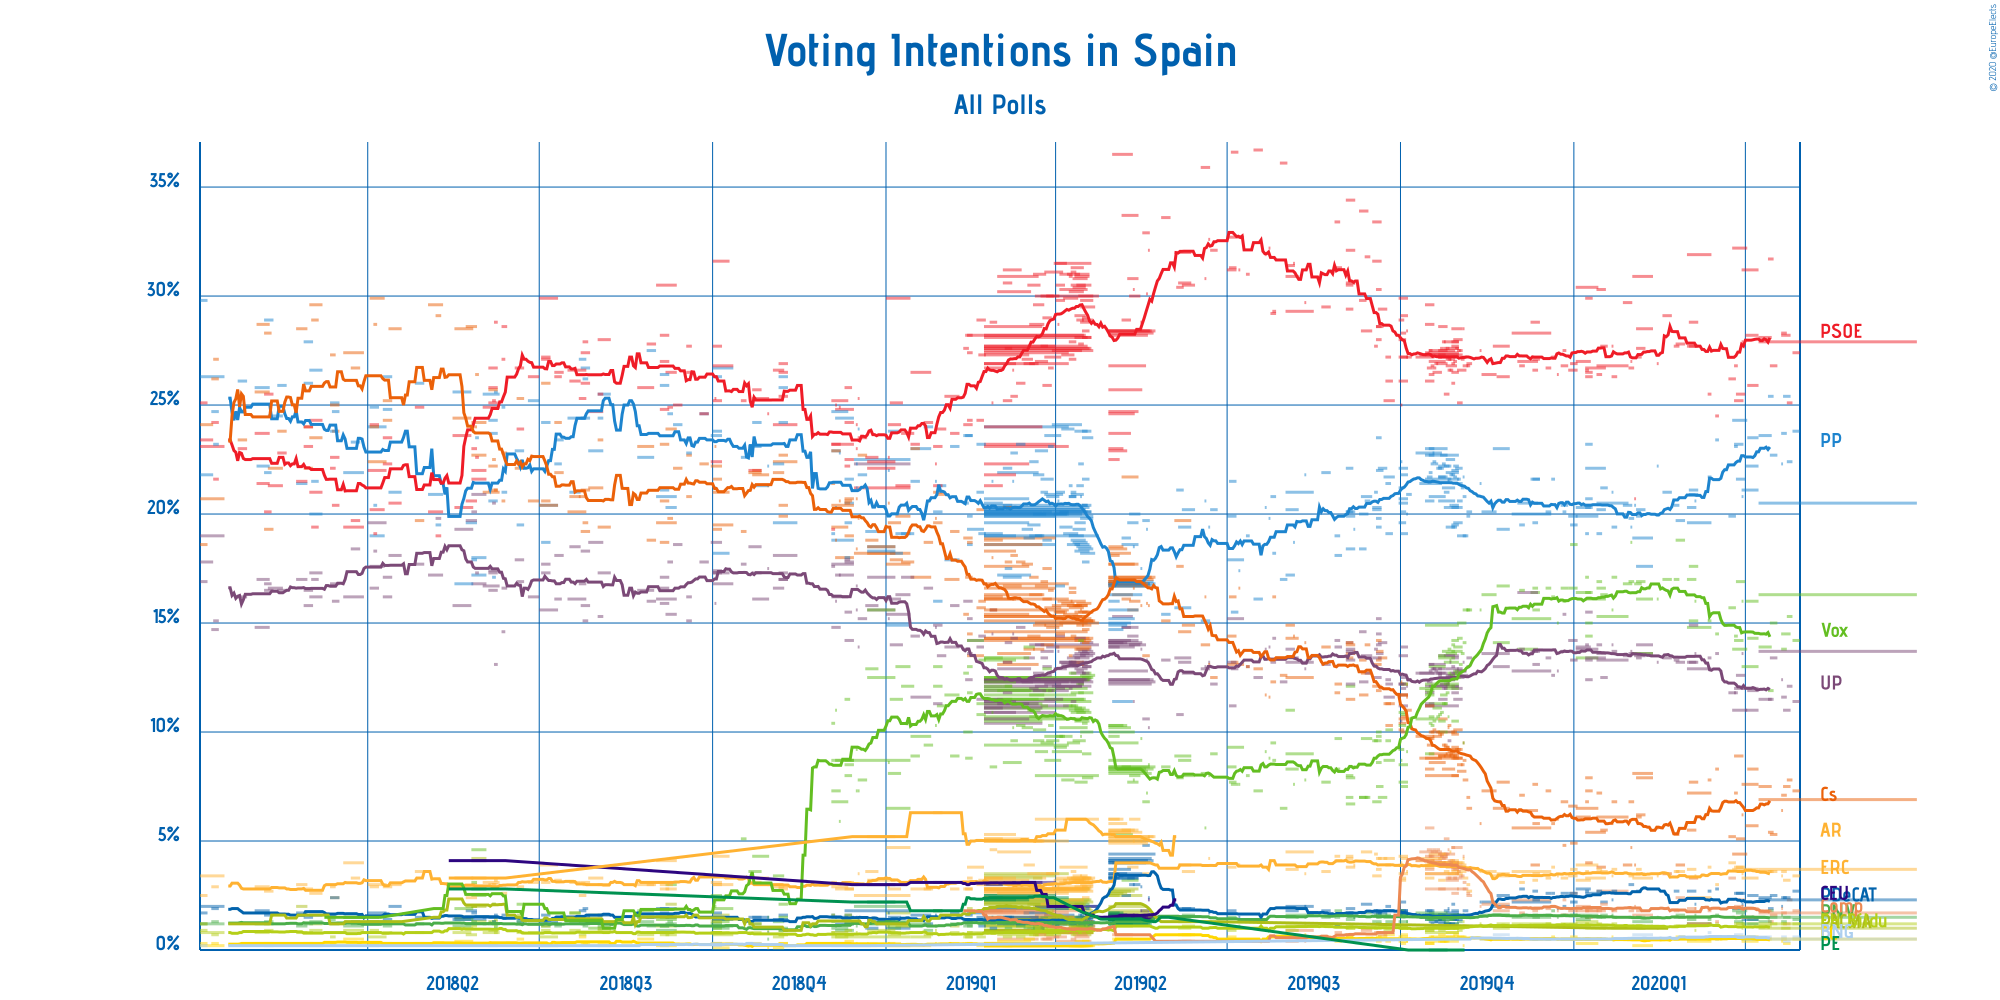 © 2020 @EuropeElects
Voting Intentions in Spain
All Polls
35%
30%
25%
20%
15%
10%
5%
0%
PSOE
PP
Vox
UP
Cs
AR
ERC
PDeCAT
PE
2018Q2
2018Q3
2018Q4
2019Q1
2019Q2
2019Q3
2019Q4
2020Q1